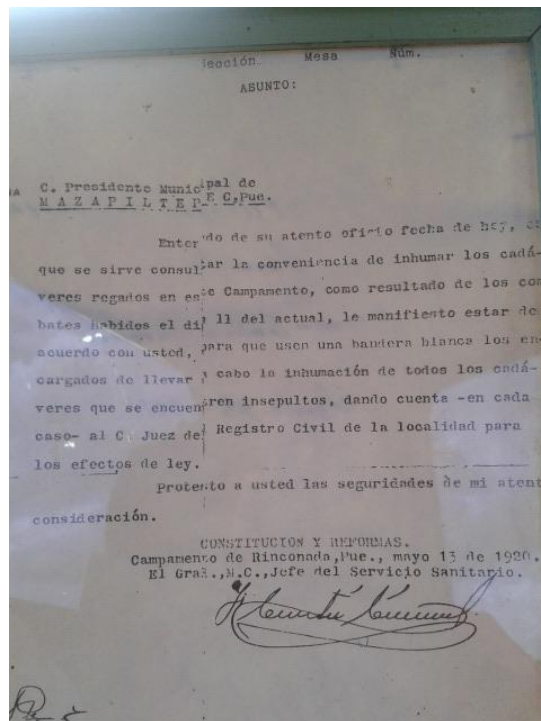 Sección. Mesa Núm.
ASUNTO:
C. Presidente Municipal de
MAZAPILTEPEC, Pue.
Enterado de su atento oficio fecha de hoy,
que se sirve consultar la conveniencia de inhumar los cadá-
veres regados en este Campamento, como resultado de los com
bates habidos el día 11 del actual, le manifiesto estar de
acuerdo con usted, para que usen una bandera blanca los en
cargados de llevar a cabo la inhumación de todos los cadá-
veres que se encuentren insepultos, dando cuenta -en cada
caso- al C. Juez del Registro Civil de la localidad para
los efectos de ley.
Protesto a usted las seguridades de mi atent
consideración.
CONSTITUCION Y REFORMAS.
Campamento de Rinconada, Pue., mayo 13 de 1920.
El Gral., M.C., Jefe del Servicio Sanitario.